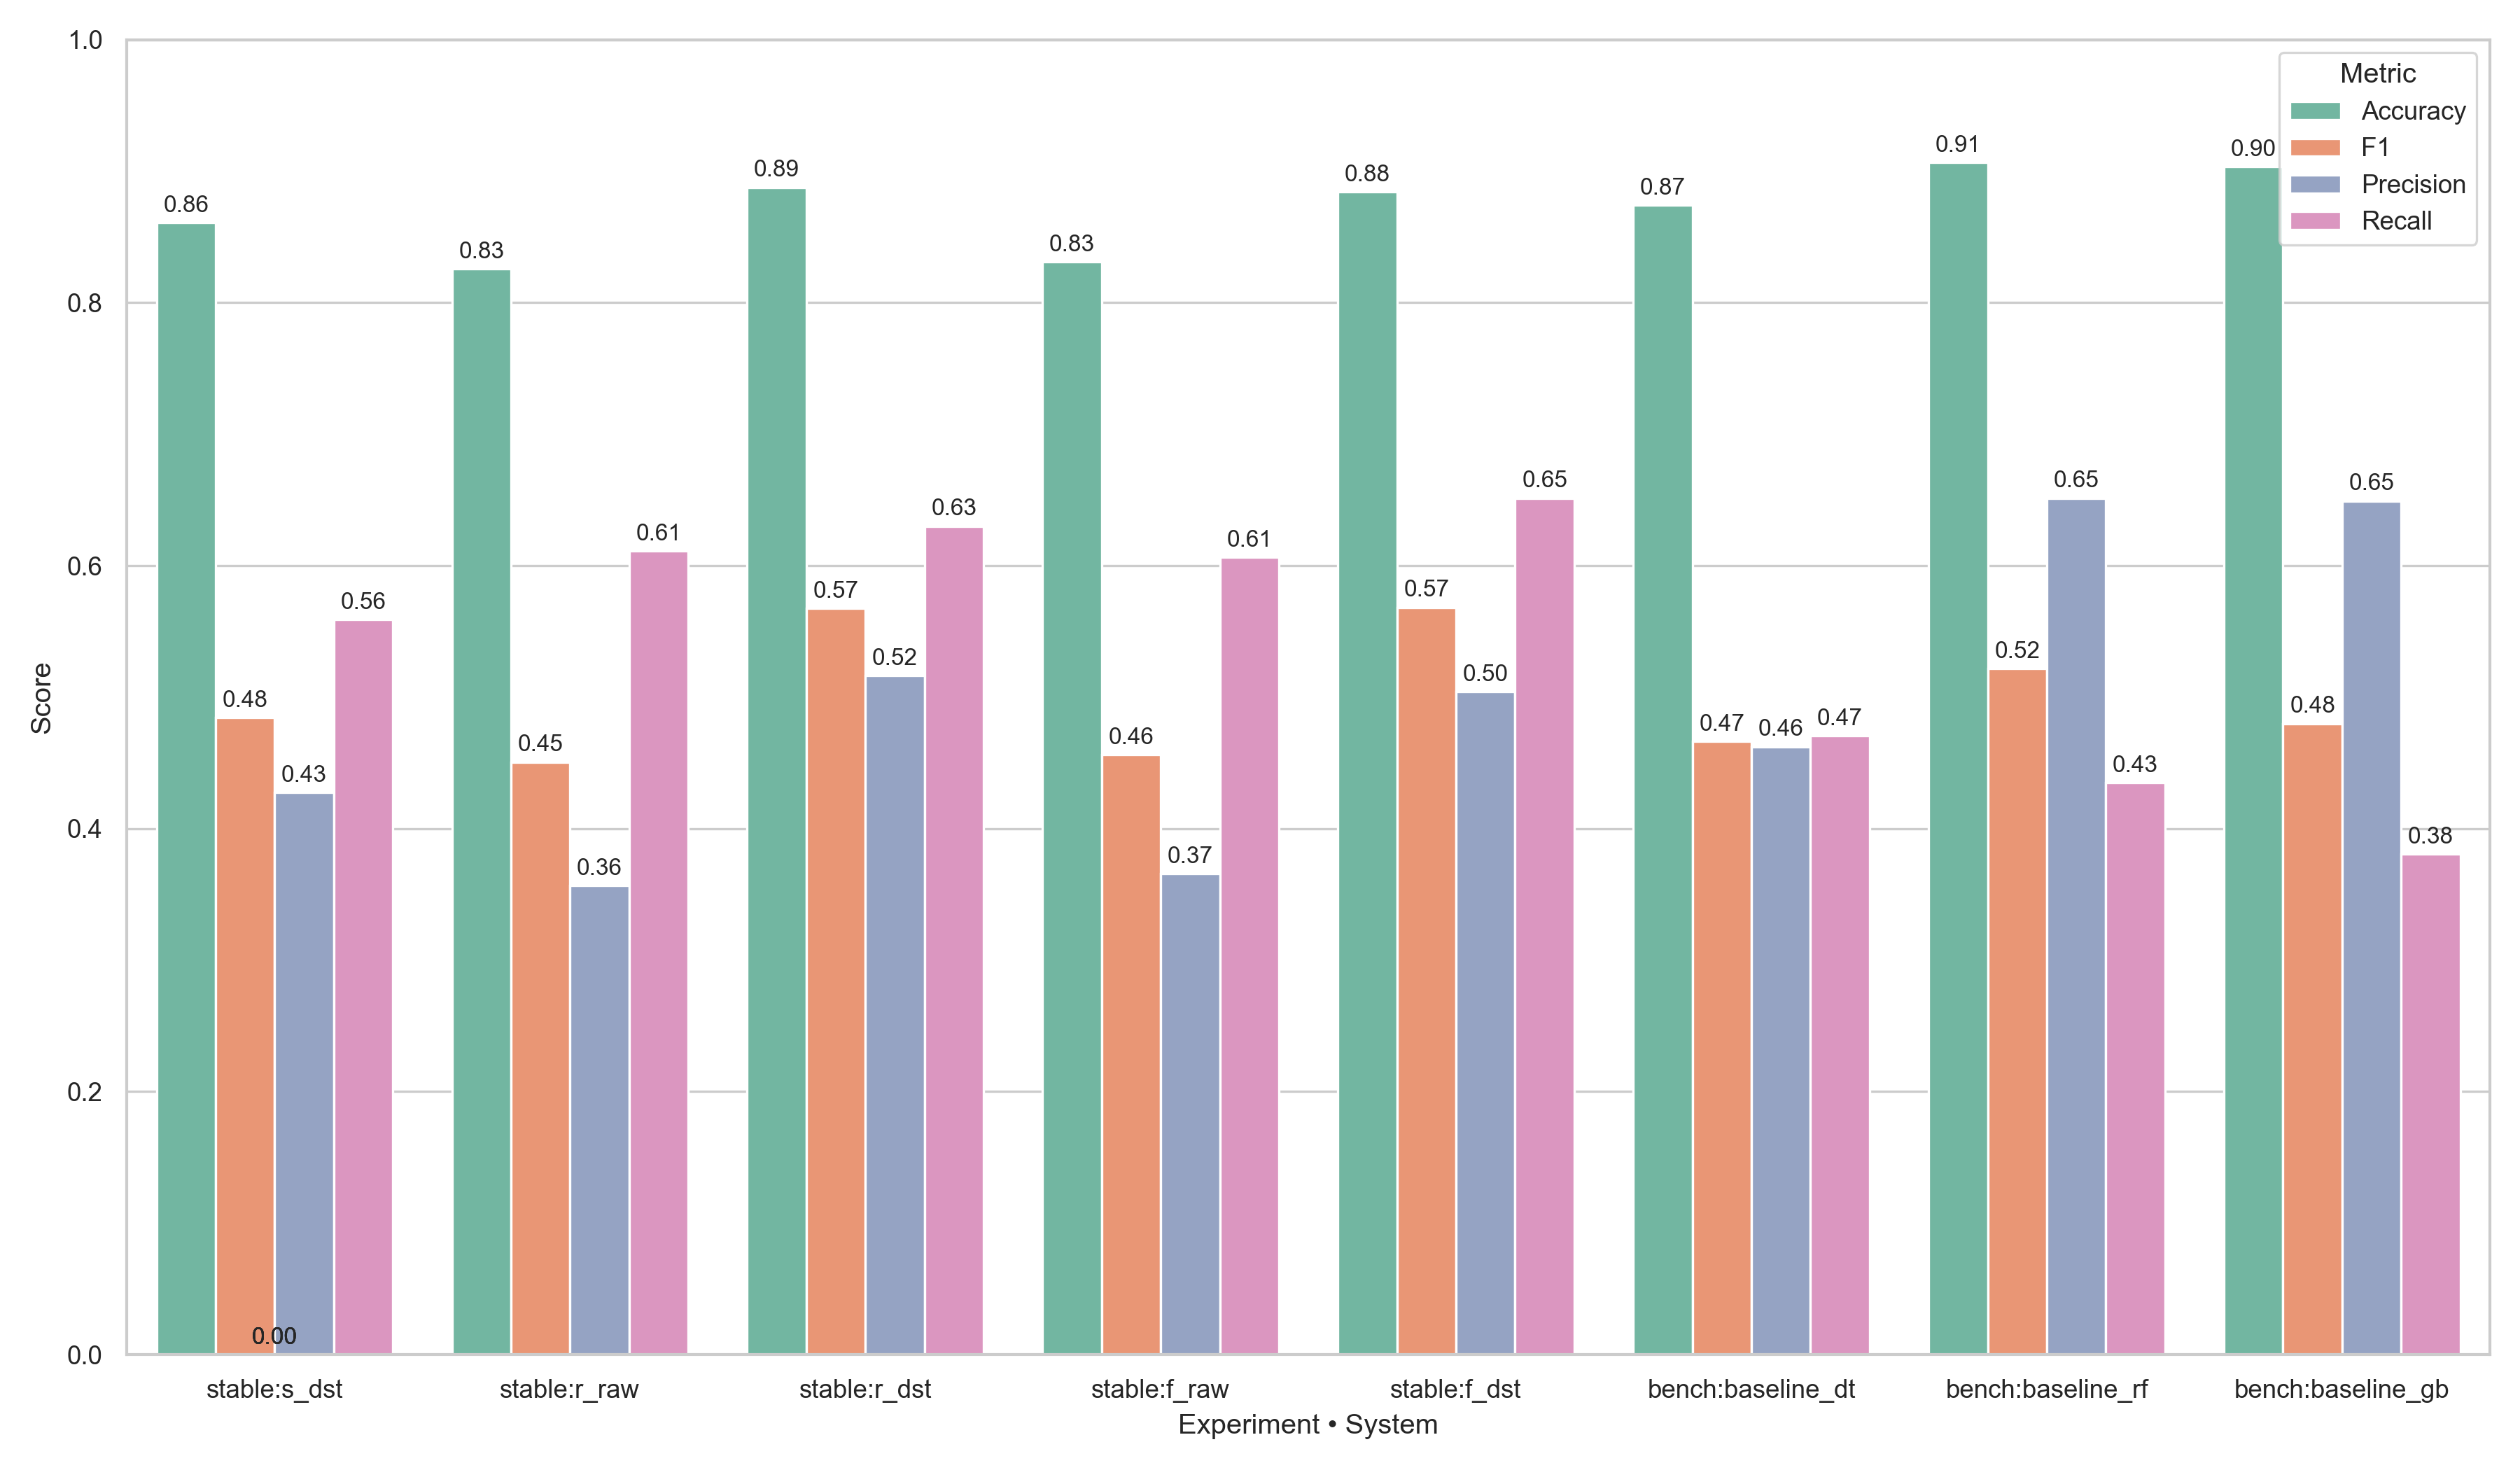 1.0
0.8
0.6
0.4
0.2
0.0
Score
Metric
Accuracy
F1
Precision
Recall
0.86
0.48
0.43
0.56
0.00
0.83
0.45
0.36
0.61
0.89
0.57
0.52
0.63
0.83
0.46
0.37
0.61
0.88
0.57
0.50
0.65
0.87
0.47
0.46
0.47
0.91
0.52
0.65
0.43
0.90
0.48
0.65
0.38
stable:s_dst
stable:r_raw
stable:r_dst
stable:f_raw
stable:f_dst
bench:baseline_dt
bench:baseline_rf
bench:baseline_gb
Experiment • System